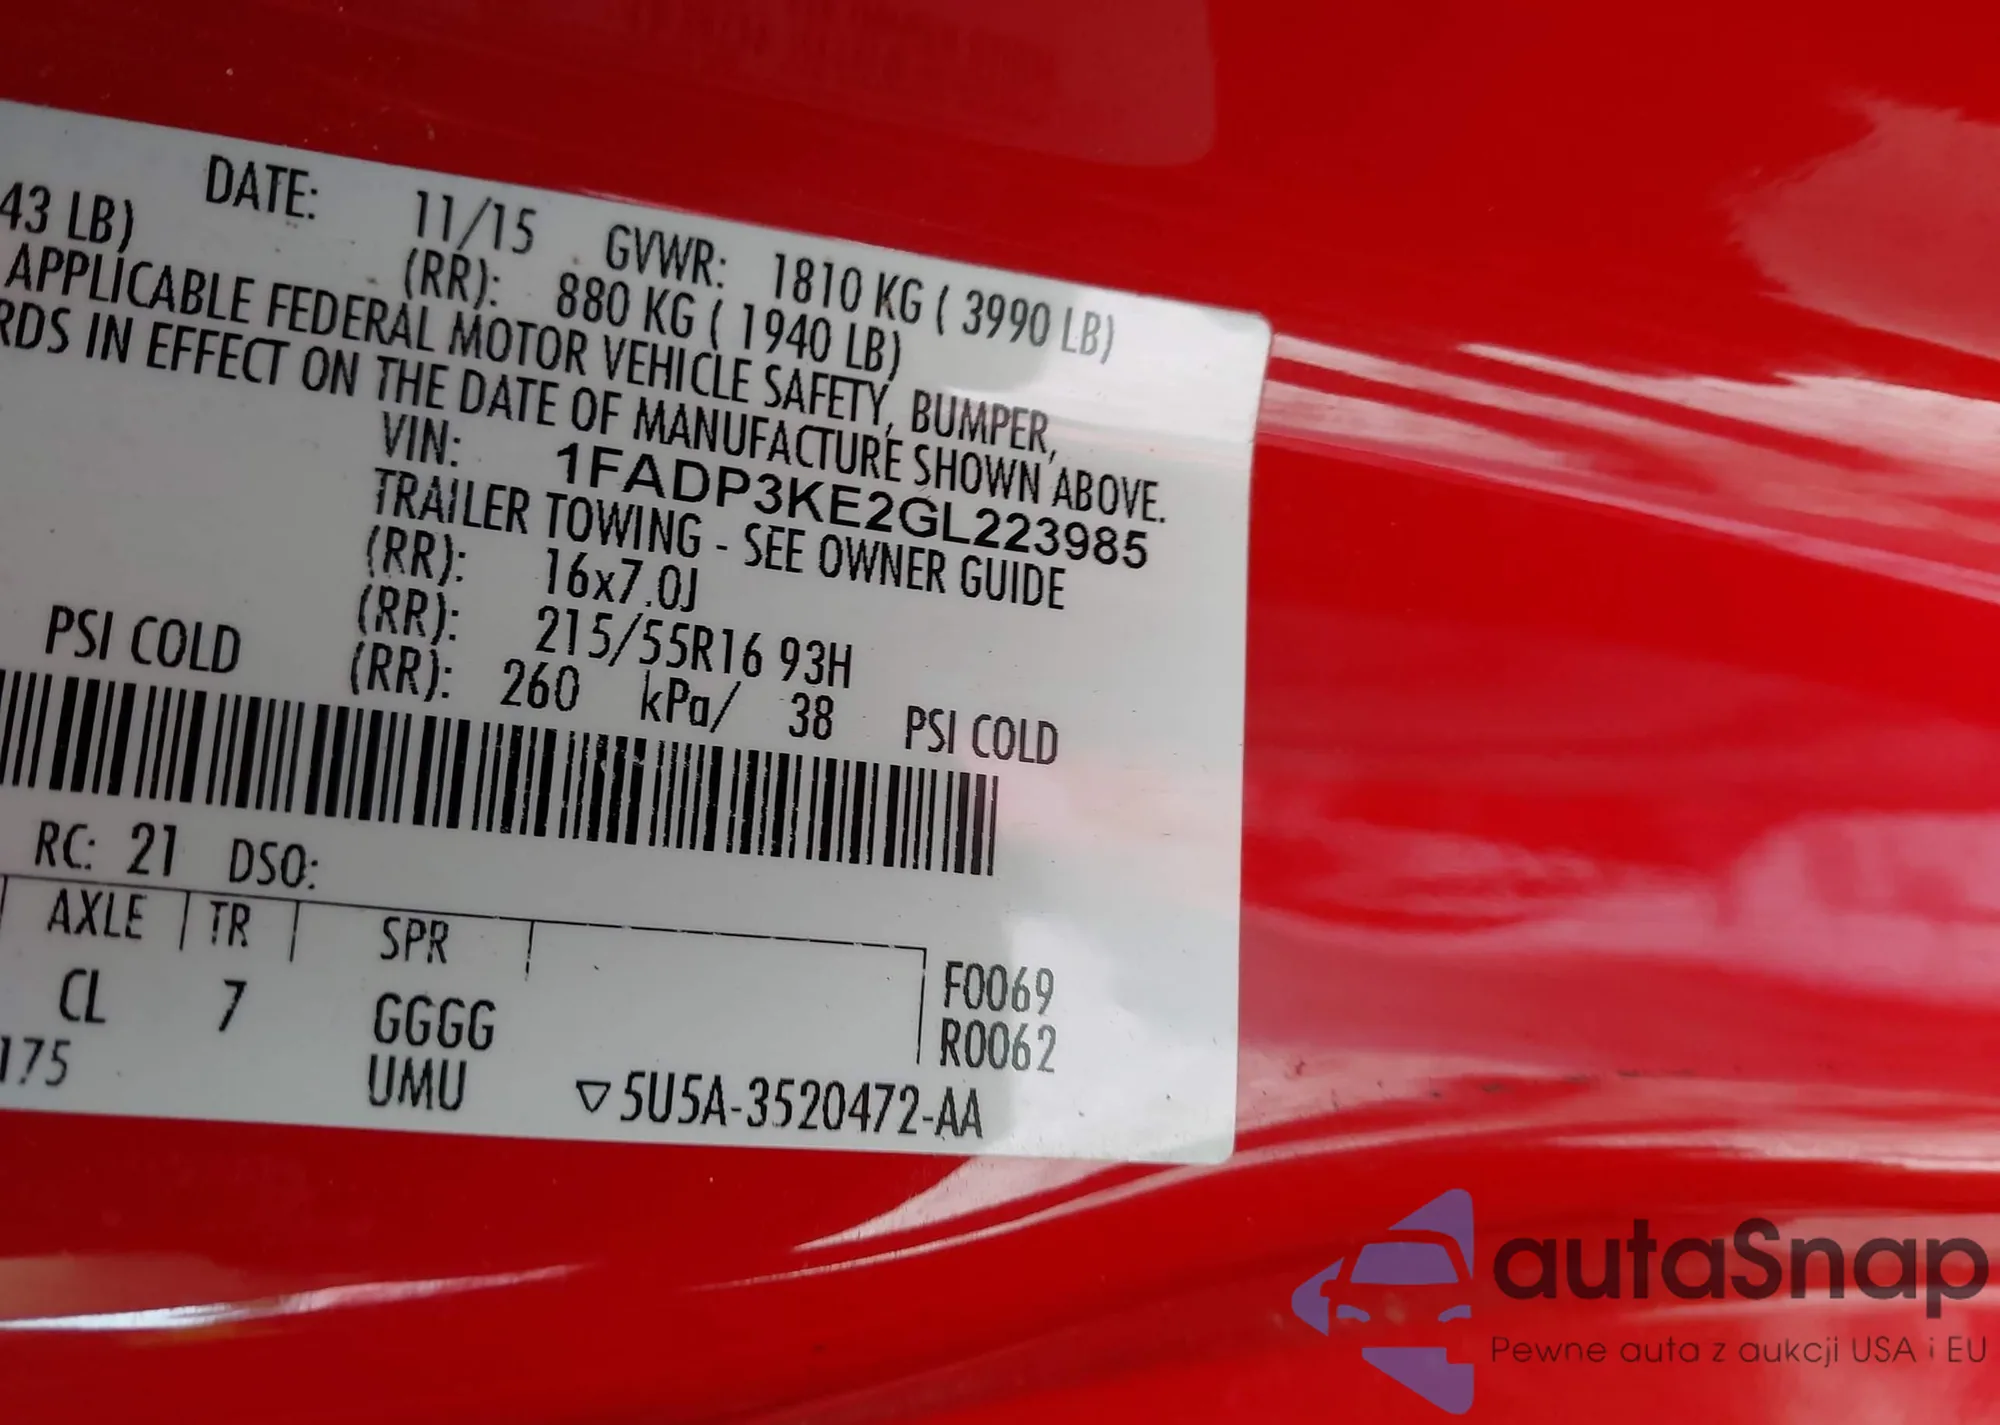 DATE: 11/15 GVWR: 1810 KG ( 3990 LB)
43 LB) (RR): 880 KG ( 1940 LB)
APPLICABLE FEDERAL MOTOR VEHICLE SAFETY, BUMPER,
RDS IN EFFECT ON THE DATE OF MANUFACTURE SHOWN ABOVE.
VIN: 1FADP3KE2GL223985
TRAILER TOWING - SEE OWNER GUIDE
(RR): 16x7.0J
(RR): 215/55R16 93H
PSI COLD (RR): 260 kPa/ 38 PSI COLD
RC: 21 DSO:
AXLE TR SPR
CL 7 GGGG
F0069
R0062
175 UMU ▽5U5A-3520472-AA
autaSnap
Pewne auta z aukcji USA i EU